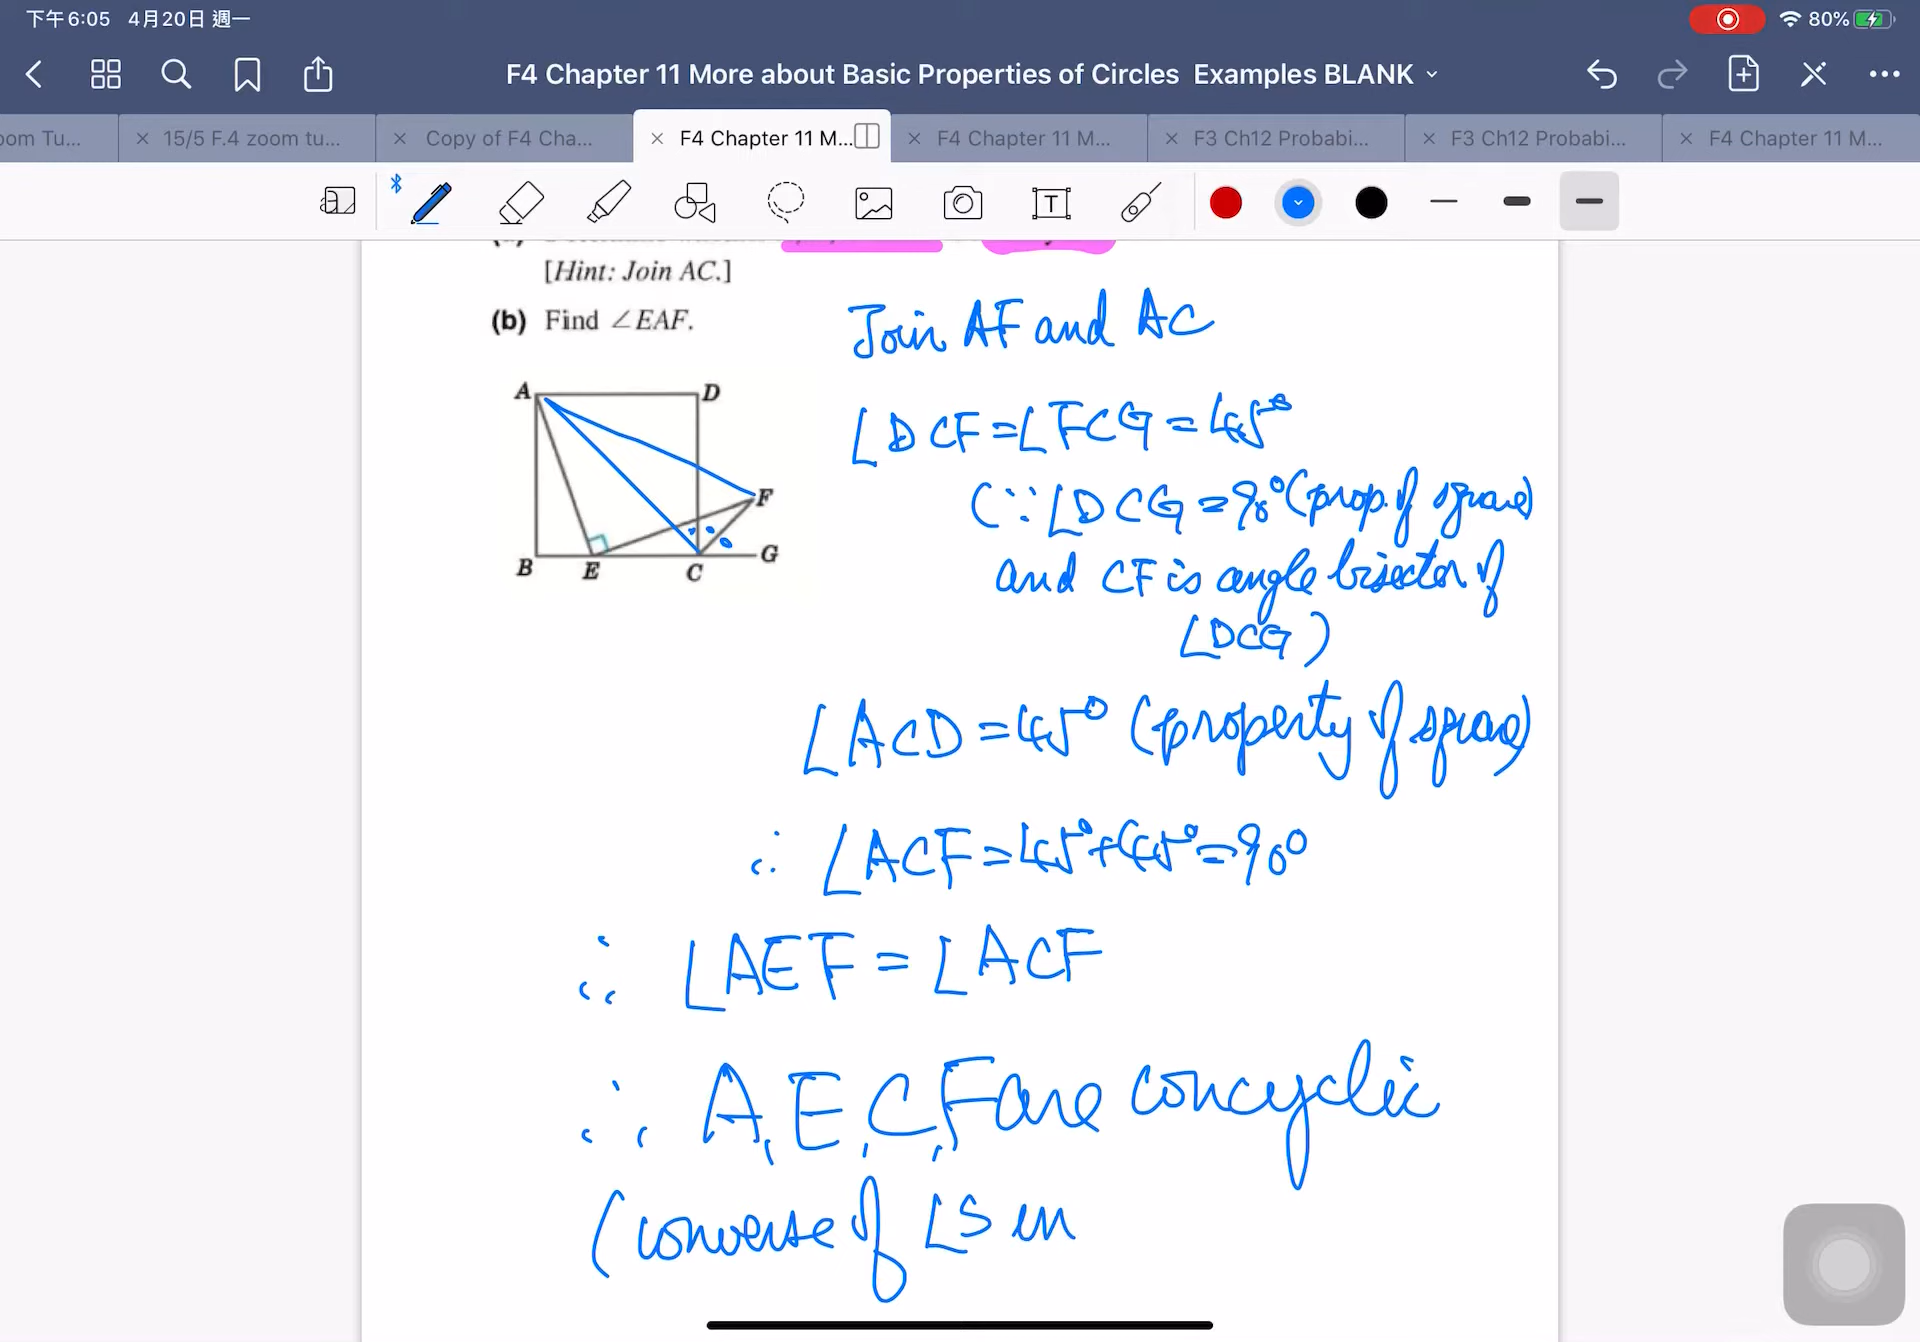 下午6:05 4月20日 週一
80%
F4 Chapter 11 More about Basic Properties of Circles Examples BLANK
oom Tu...
15/5 F.4 zoom tu...
Copy of F4 Cha...
F4 Chapter 11 M...
F4 Chapter 11 M...
F3 Ch12 Probabi...
F3 Ch12 Probabi...
F4 Chapter 11 M...
[Hint: Join AC.]
(b) Find ∠EAF.
Join AF and AC
A D
F
B E C G
∠DCF=∠FCG=45°
(∵∠DCG=90° (prop. of square)
and CF is angle bisector of
∠DCG)
∠ACD=45° (property of square)
∴ ∠ACF=45°+45°=90°
∵ ∠AEF=∠ACF
∴ A,E,C,F are concyclic
(converse of ∠s in